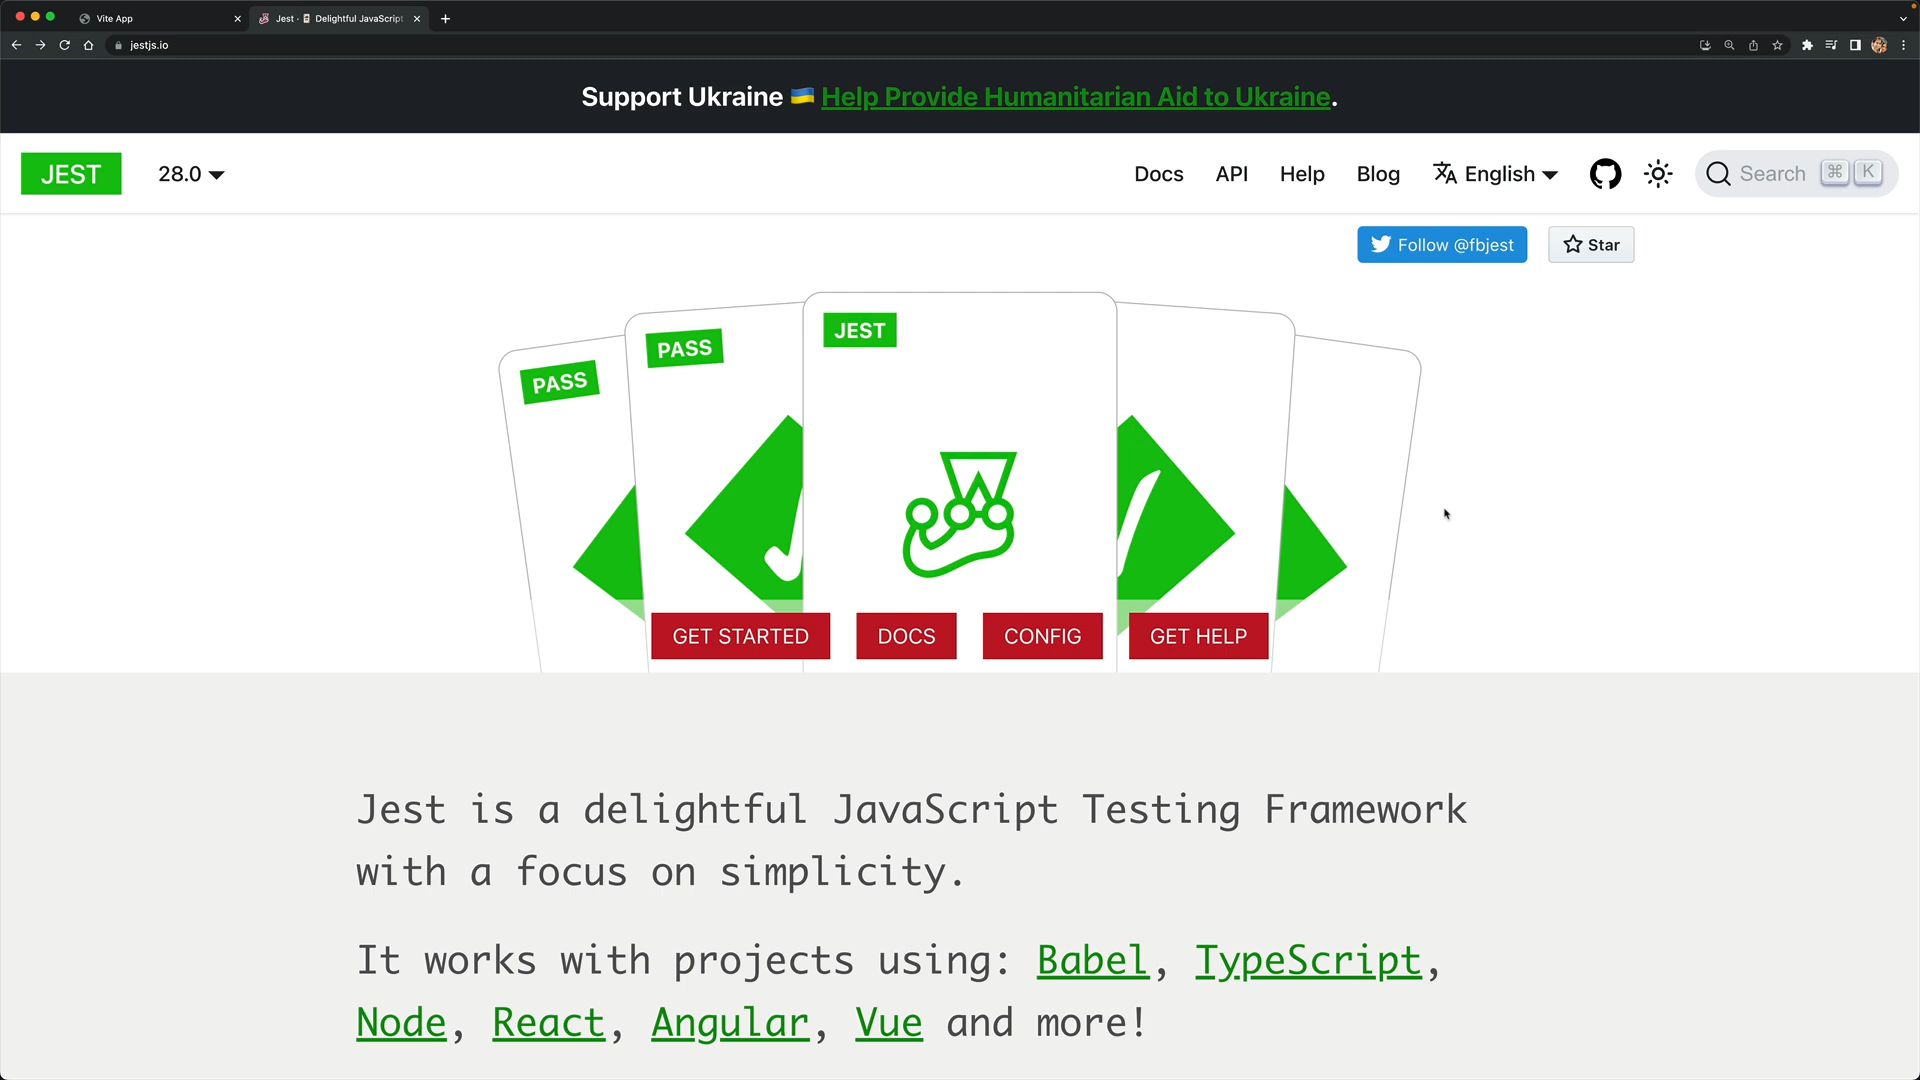 Vite App
Jest · 🃏 Delightful JavaScript
jestjs.io
Support Ukraine 🇺🇦 Help Provide Humanitarian Aid to Ukraine.
JEST 28.0 Docs API Help Blog English Search ⌘ K
Follow @fbjest Star
JEST
PASS
PASS
GET STARTED DOCS CONFIG GET HELP
Jest is a delightful JavaScript Testing Framework
with a focus on simplicity.
It works with projects using: Babel, TypeScript,
Node, React, Angular, Vue and more!